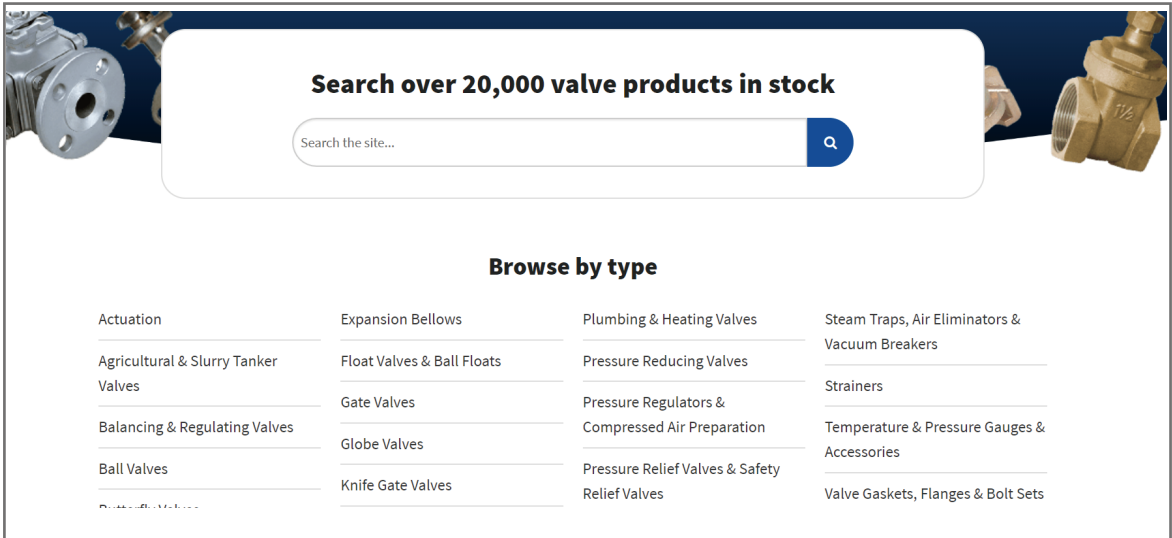 Search over 20,000 valve products in stock
Search the site...
Browse by type
Actuation
Agricultural & Slurry Tanker
Valves
Balancing & Regulating Valves
Ball Valves
Expansion Bellows
Float Valves & Ball Floats
Gate Valves
Globe Valves
Knife Gate Valves
Plumbing & Heating Valves
Pressure Reducing Valves
Pressure Regulators &
Compressed Air Preparation
Pressure Relief Valves & Safety
Relief Valves
Steam Traps, Air Eliminators &
Vacuum Breakers
Strainers
Temperature & Pressure Gauges &
Accessories
Valve Gaskets, Flanges & Bolt Sets
1½